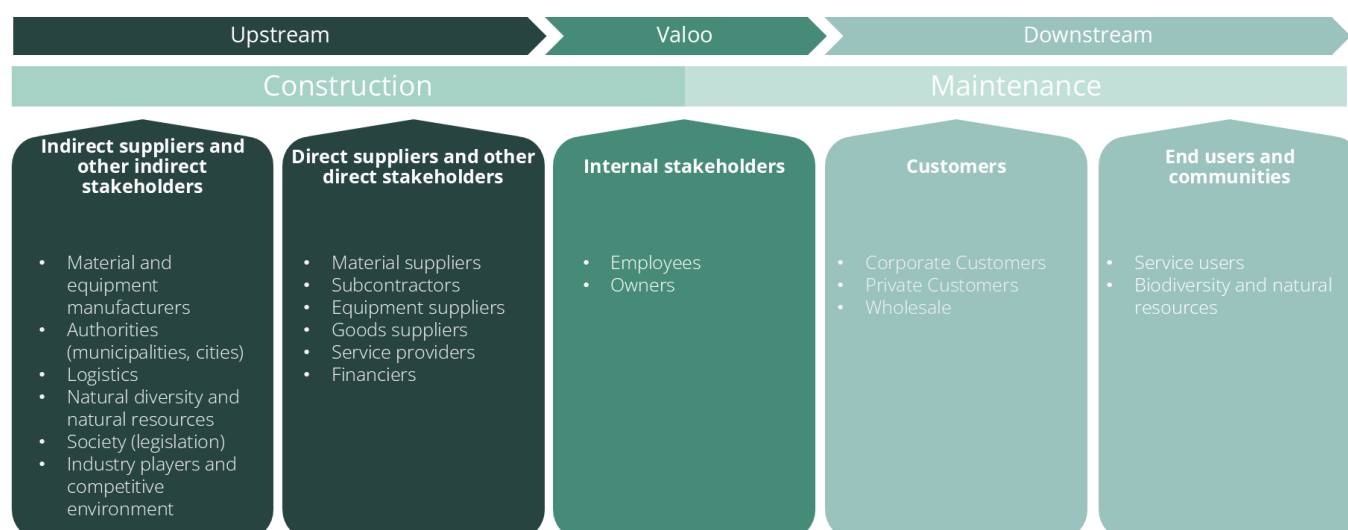 Upstream
Valoo
Downstream
Construction
Maintenance
Indirect suppliers and
other indirect
stakeholders
• Material and
equipment
manufacturers
• Authorities
(municipalities, cities)
• Logistics
• Natural diversity and
natural resources
• Society (legislation)
• Industry players and
competitive
environment
Direct suppliers and other
direct stakeholders
• Material suppliers
• Subcontractors
• Equipment suppliers
• Goods suppliers
• Service providers
• Financiers
Internal stakeholders
• Employees
• Owners
Customers
• Corporate Customers
• Private Customers
• Wholesale
End users and
communities
• Service users
• Biodiversity and natural
resources